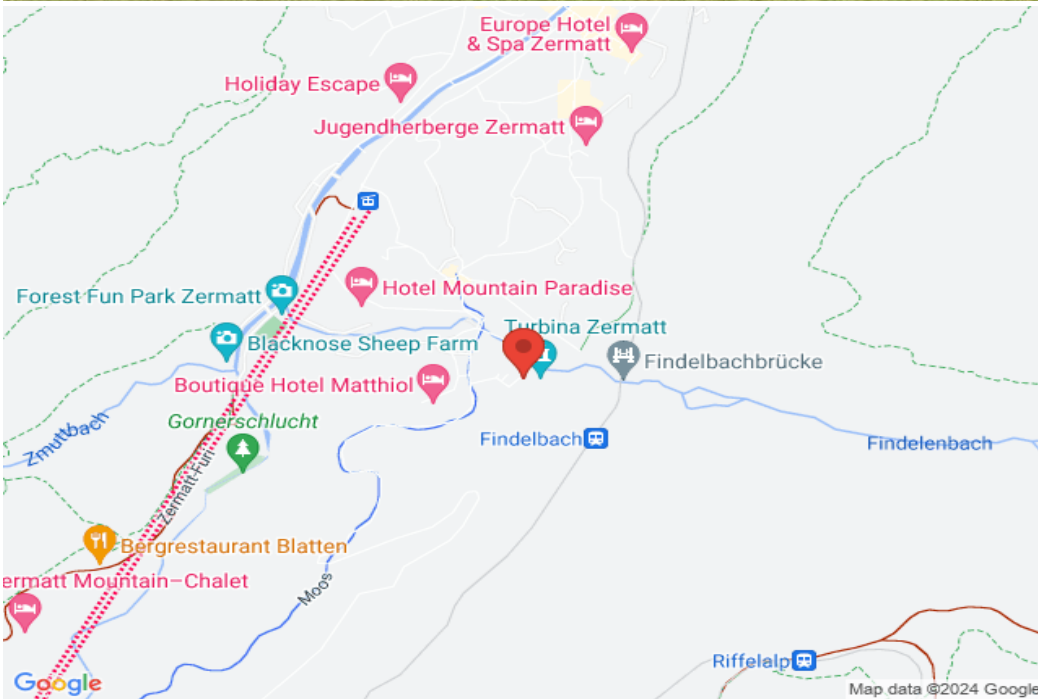 Europe Hotel
& Spa Zermatt
Holiday Escape
Jugendherberge Zermatt
Forest Fun Park Zermatt
Hotel Mountain Paradise
Turbina Zermatt
Blacknose Sheep Farm
Findelbachbrücke
Boutique Hotel Matthiol
Gornerschlucht
Zmuttbach
Findelbach
Findelenbach
Zermatt-Furi
Bergrestaurant Blatten
ermatt Mountain-Chalet
Moos
Riffelalp
Google
Map data ©2024 Google